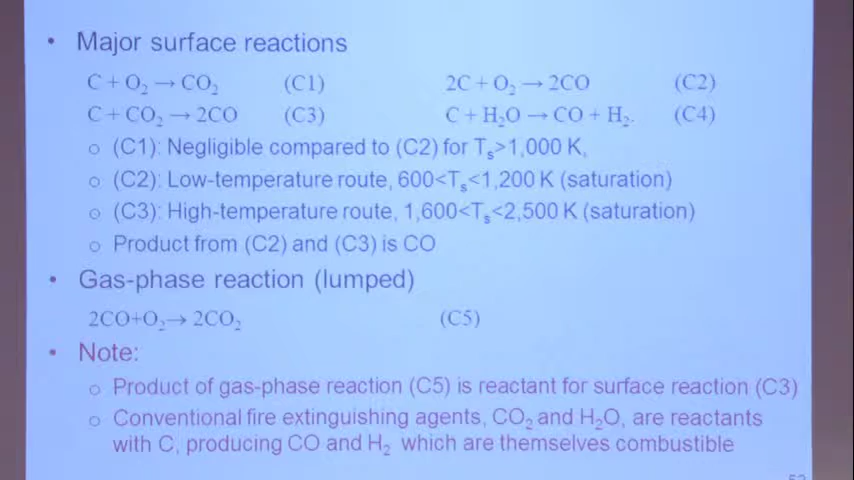 • Major surface reactions
C + O₂ → CO₂ (C1) 2C + O₂ → 2CO (C2)
C + CO₂ → 2CO (C3) C + H₂O → CO + H₂. (C4)
o (C1): Negligible compared to (C2) for Tₛ>1,000 K,
o (C2): Low-temperature route, 600<Tₛ<1,200 K (saturation)
o (C3): High-temperature route, 1,600<Tₛ<2,500 K (saturation)
o Product from (C2) and (C3) is CO
• Gas-phase reaction (lumped)
2CO+O₂→ 2CO₂ (C5)
• Note:
o Product of gas-phase reaction (C5) is reactant for surface reaction (C3)
o Conventional fire extinguishing agents, CO₂ and H₂O, are reactants
with C, producing CO and H₂ which are themselves combustible